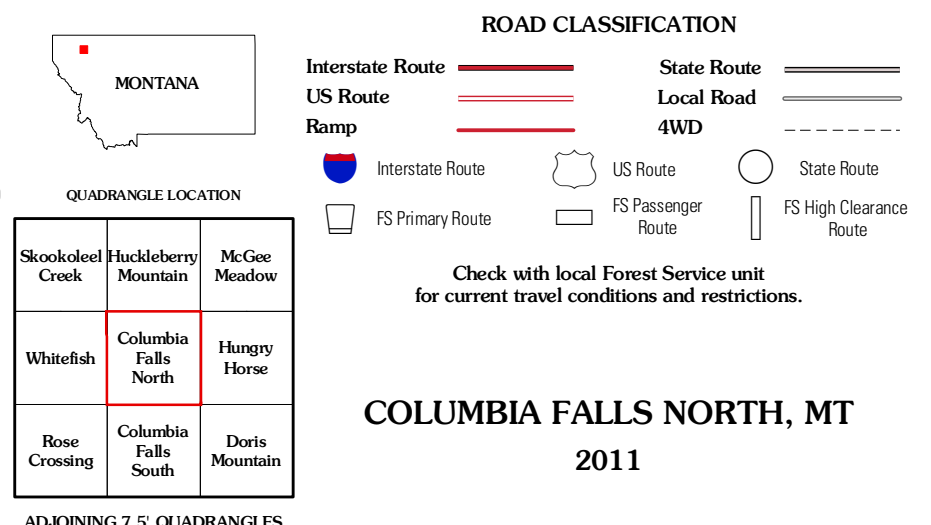 MONTANA
QUADRANGLE LOCATION
Skookoleel
Creek
Huckleberry
Mountain
McGee
Meadow
Whitefish
Columbia
Falls
North
Hungry
Horse
Rose
Crossing
Columbia
Falls
South
Doris
Mountain
ADJOINING 7.5' QUADRANGLES
ROAD CLASSIFICATION
Interstate Route
State Route
US Route
Local Road
Ramp
4WD
Interstate Route
US Route
State Route
FS Primary Route
FS Passenger
Route
FS High Clearance
Route
Check with local Forest Service unit
for current travel conditions and restrictions.
COLUMBIA FALLS NORTH, MT
2011